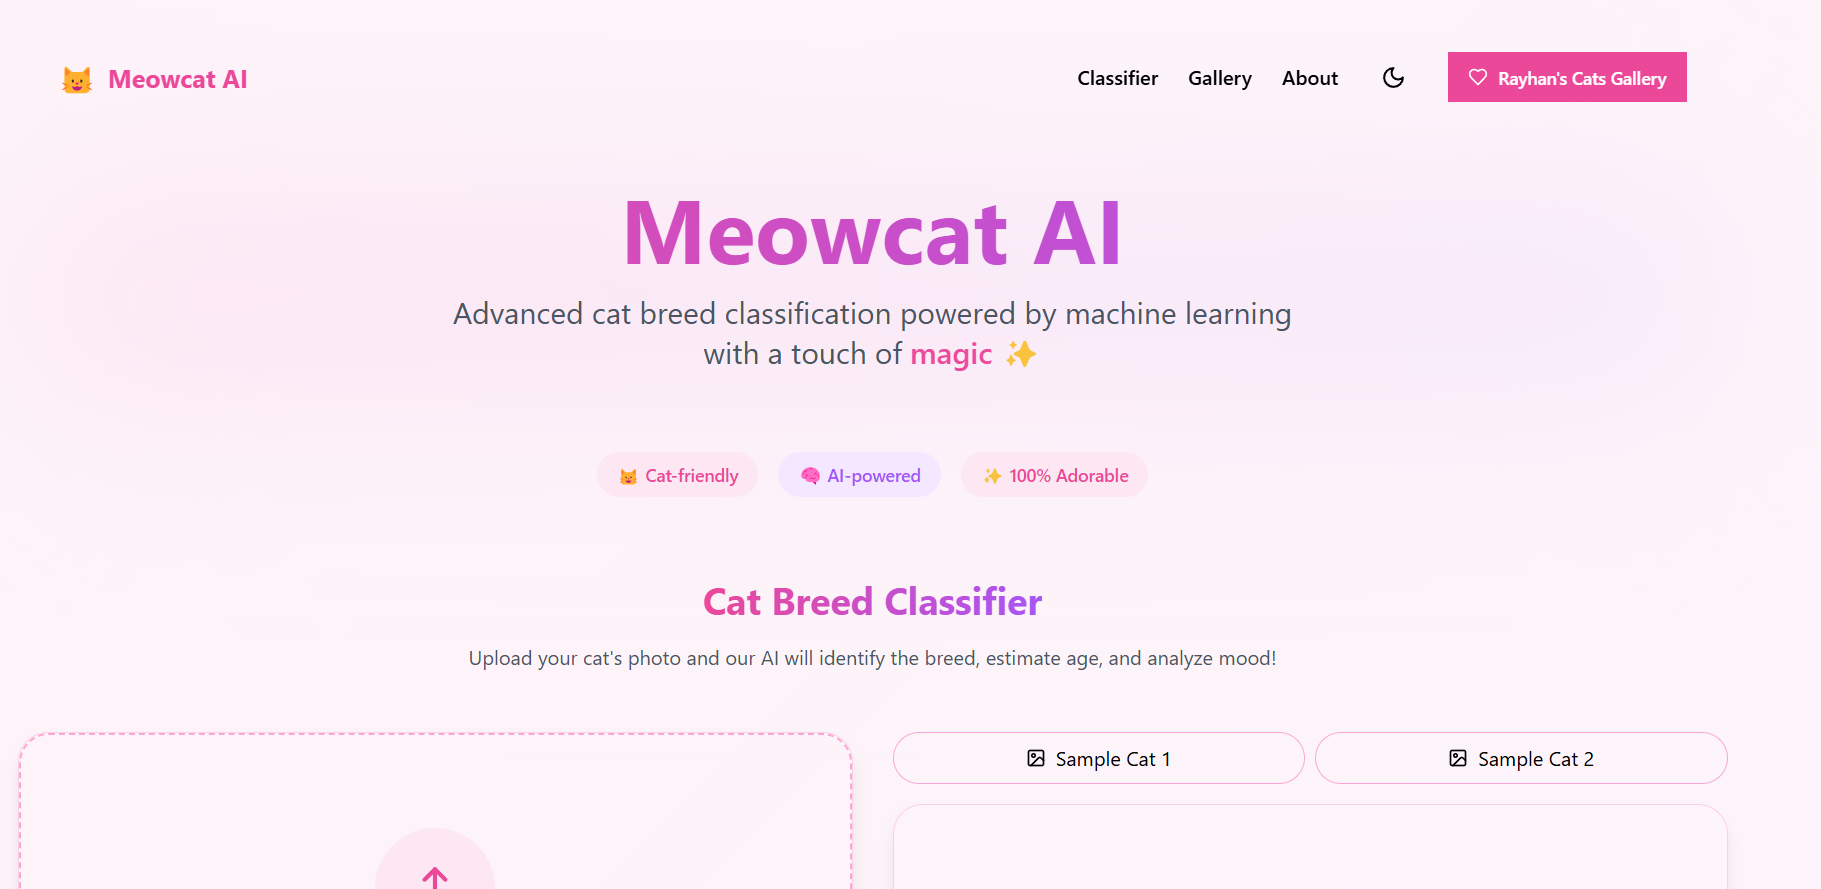 Meowcat AI
Classifier
Gallery
About
Rayhan's Cats Gallery
Meowcat AI
Advanced cat breed classification powered by machine learning
with a touch of magic ✨
Cat-friendly
AI-powered
100% Adorable
Cat Breed Classifier
Upload your cat's photo and our AI will identify the breed, estimate age, and analyze mood!
Sample Cat 1
Sample Cat 2